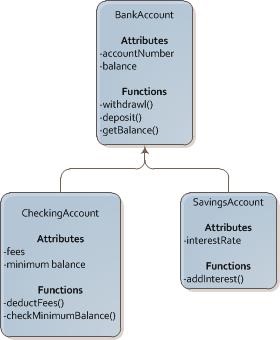 BankAccount
Attributes
-accountNumber
-balance
Functions
-withdrawl()
-deposit()
-getBalance()
CheckingAccount
Attributes
-fees
-minimum balance
Functions
-deductFees()
-checkMinimumBalance()
SavingsAccount
Attributes
-interestRate
Functions
-addInterest()